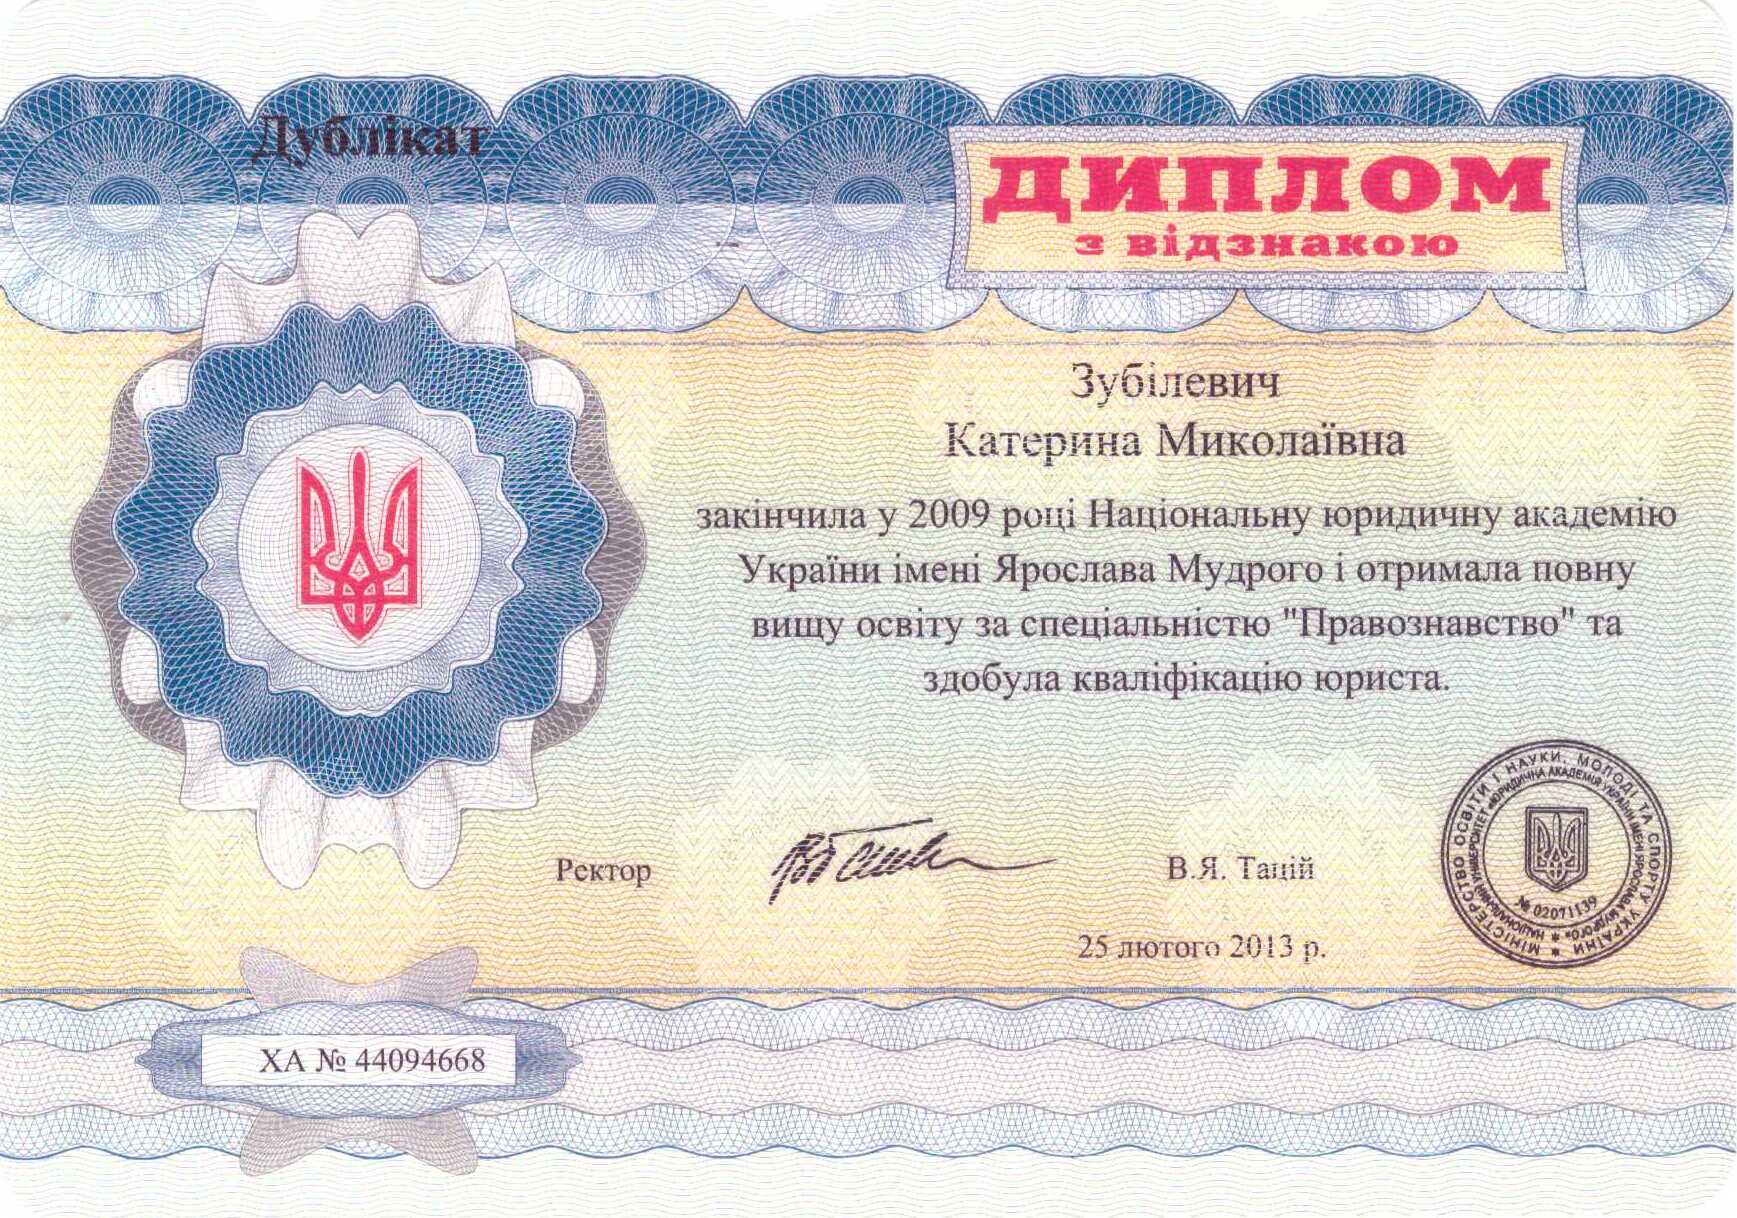 Дублікат
ДИПЛОМ
з відзнакою
Зубілевич
Катерина Миколаївна
закінчила у 2009 році Національну юридичну академію
України імені Ярослава Мудрого і отримала повну
вищу освіту за спеціальністю "Правознавство" та
здобула кваліфікацію юриста.
Ректор
В.Я. Тацій
25 лютого 2013 р.
МІНІСТЕРСТВО ОСВІТИ І НАУКИ, МОЛОДІ ТА СПОРТУ УКРАЇНИ *
НАЦІОНАЛЬНИЙ УНІВЕРСИТЕТ «ЮРИДИЧНА АКАДЕМІЯ УКРАЇНИ ІМЕНІ ЯРОСЛАВА МУДРОГО» *
№ 02071139
ХА № 44094668